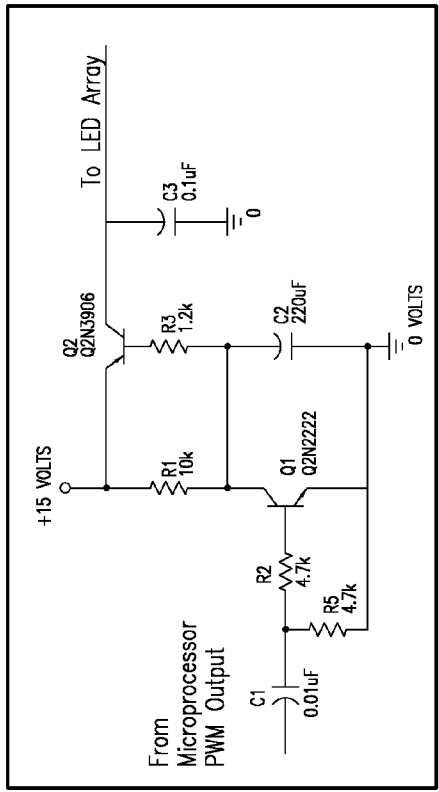 +15 VOLTS
To LED Array
Q2
Q2N3906
C3
0.1uF
0
R1
10k
R3
1.2k
From
Microprocessor
PWM Output
R2
4.7k
Q1
Q2N2222
C2
220uF
C1
0.01uF
R5
4.7k
0 VOLTS